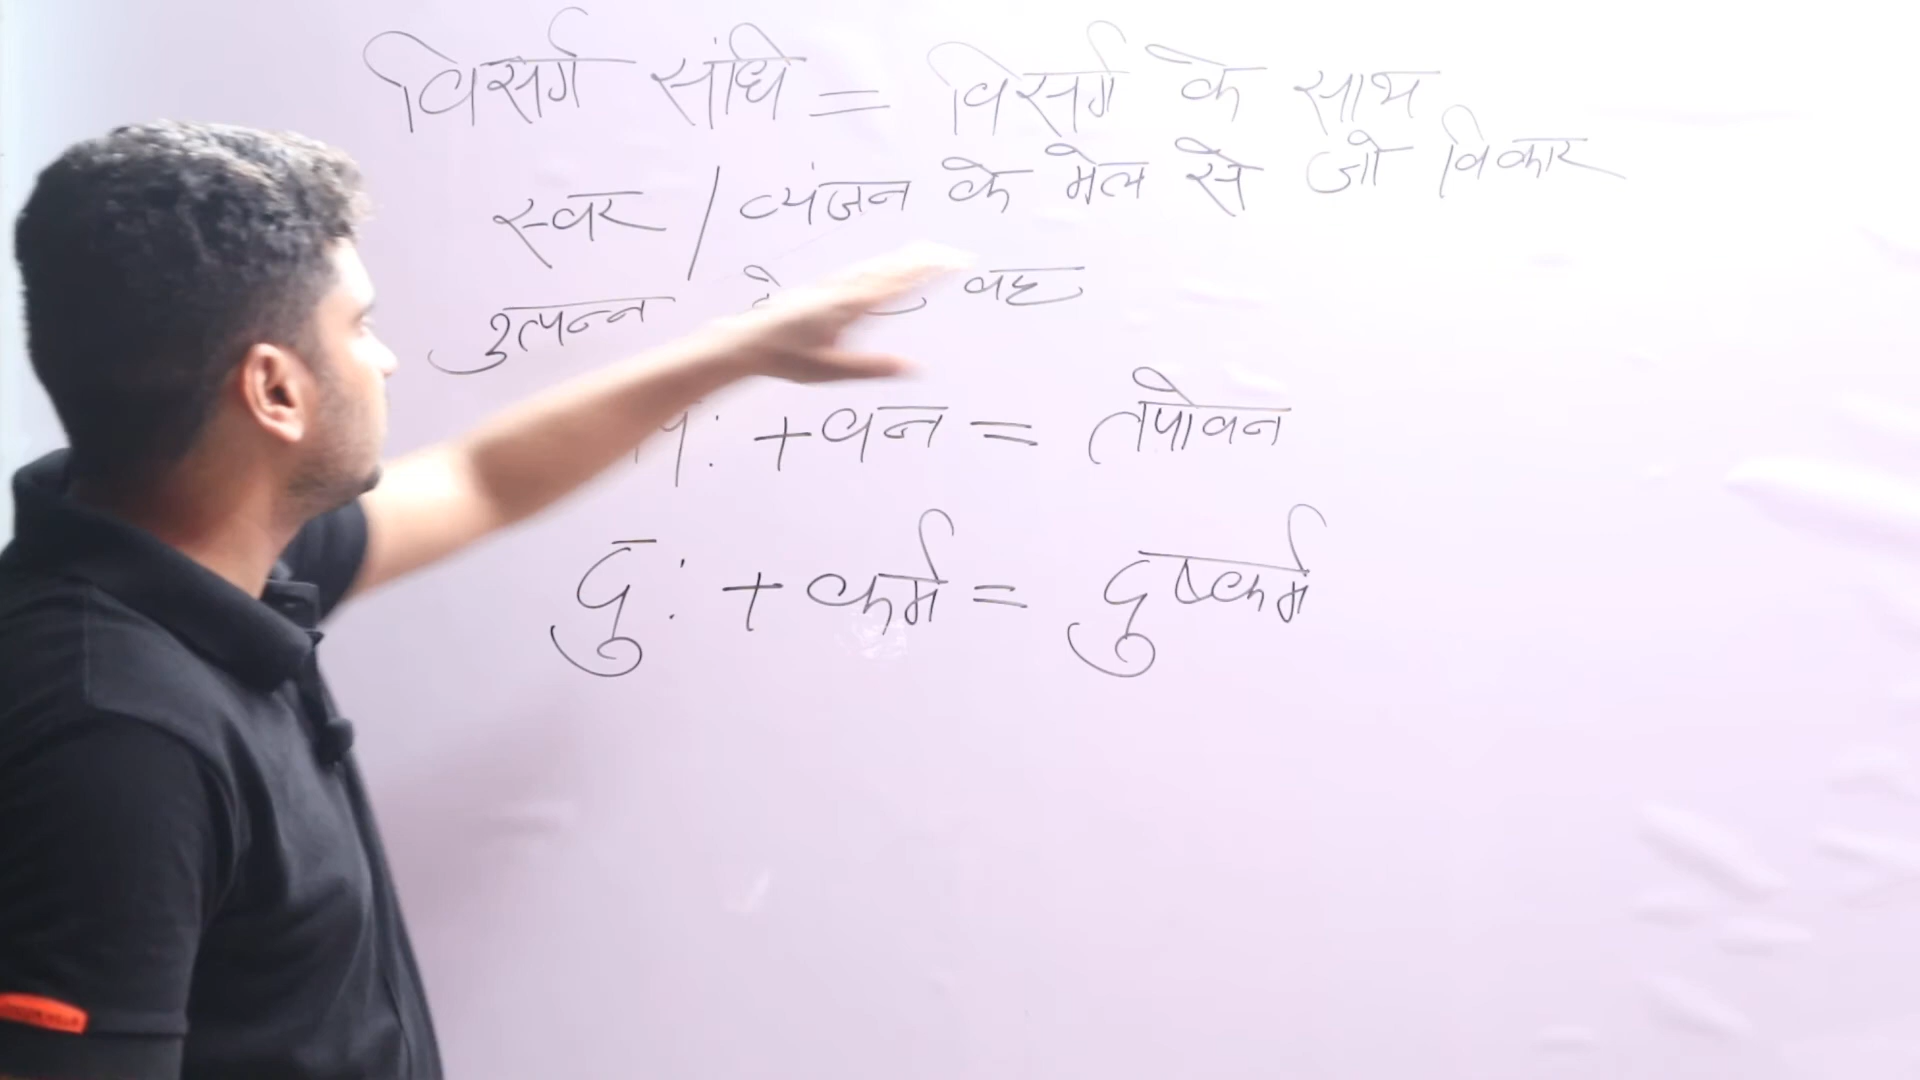 विसर्ग संधि = विसर्ग के साथ
स्वर / व्यंजन के मेल से जो विकार
उत्पन्न वह
+ वन = तपोवन
दु: + कर्म = दुष्कर्म